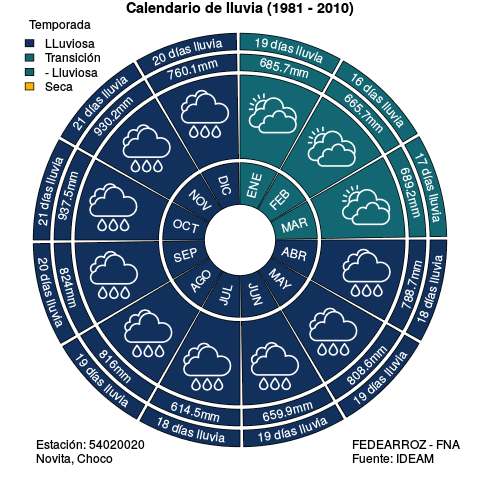 Calendario de lluvia (1981 - 2010)
Temporada
LLuviosa
Transición
- Lluviosa
Seca
19 días lluvia
685.7mm
ENE
16 días lluvia
665.7mm
FEB
17 días lluvia
689.2mm
MAR
18 días lluvia
788.7mm
ABR
19 días lluvia
808.6mm
MAY
19 días lluvia
659.9mm
JUN
18 días lluvia
614.5mm
JUL
19 días lluvia
816mm
AGO
20 días lluvia
824mm
SEP
21 días lluvia
937.5mm
OCT
21 días lluvia
930.2mm
NOV
20 días lluvia
760.1mm
DIC
Estación: 54020020
Novita, Choco
FEDEARROZ - FNA
Fuente: IDEAM